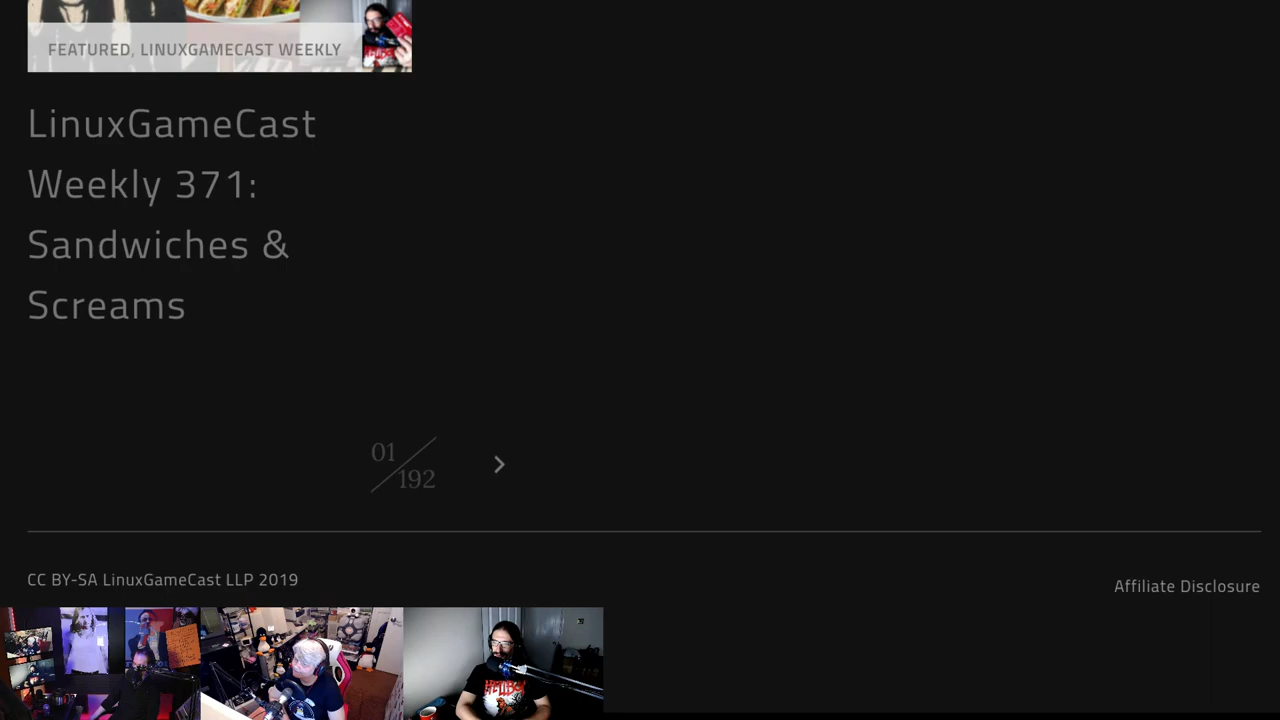 FEATURED, LINUXGAMECAST WEEKLY
LinuxGameCast
Weekly 371:
Sandwiches &
Screams
01
192
CC BY-SA LinuxGameCast LLP 2019
Affiliate Disclosure